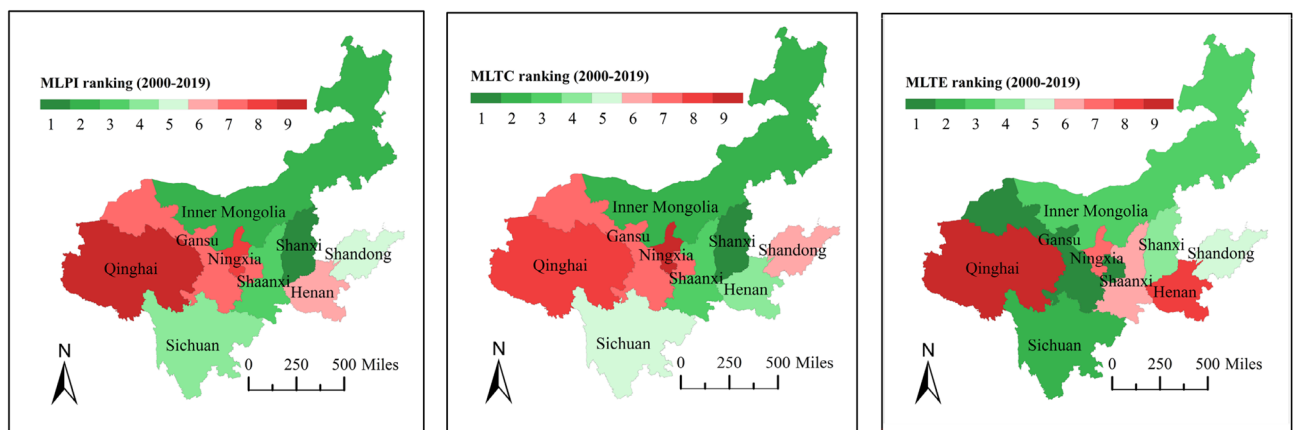 MLPI ranking (2000-2019)
1 2 3 4 5 6 7 8 9
Inner Mongolia
Gansu
Shanxi
Shandong
Ningxia
Qinghai
Shaanxi
Henan
Sichuan
N
0 250 500 Miles
MLTC ranking (2000-2019)
1 2 3 4 5 6 7 8 9
Inner Mongolia
Gansu
Shanxi
Shandong
Ningxia
Qinghai
Shaanxi
Henan
Sichuan
N
0 250 500 Miles
MLTE ranking (2000-2019)
1 2 3 4 5 6 7 8 9
Inner Mongolia
Gansu
Shanxi
Shandong
Ningxia
Qinghai
Shaanxi
Henan
Sichuan
N
0 250 500 Miles